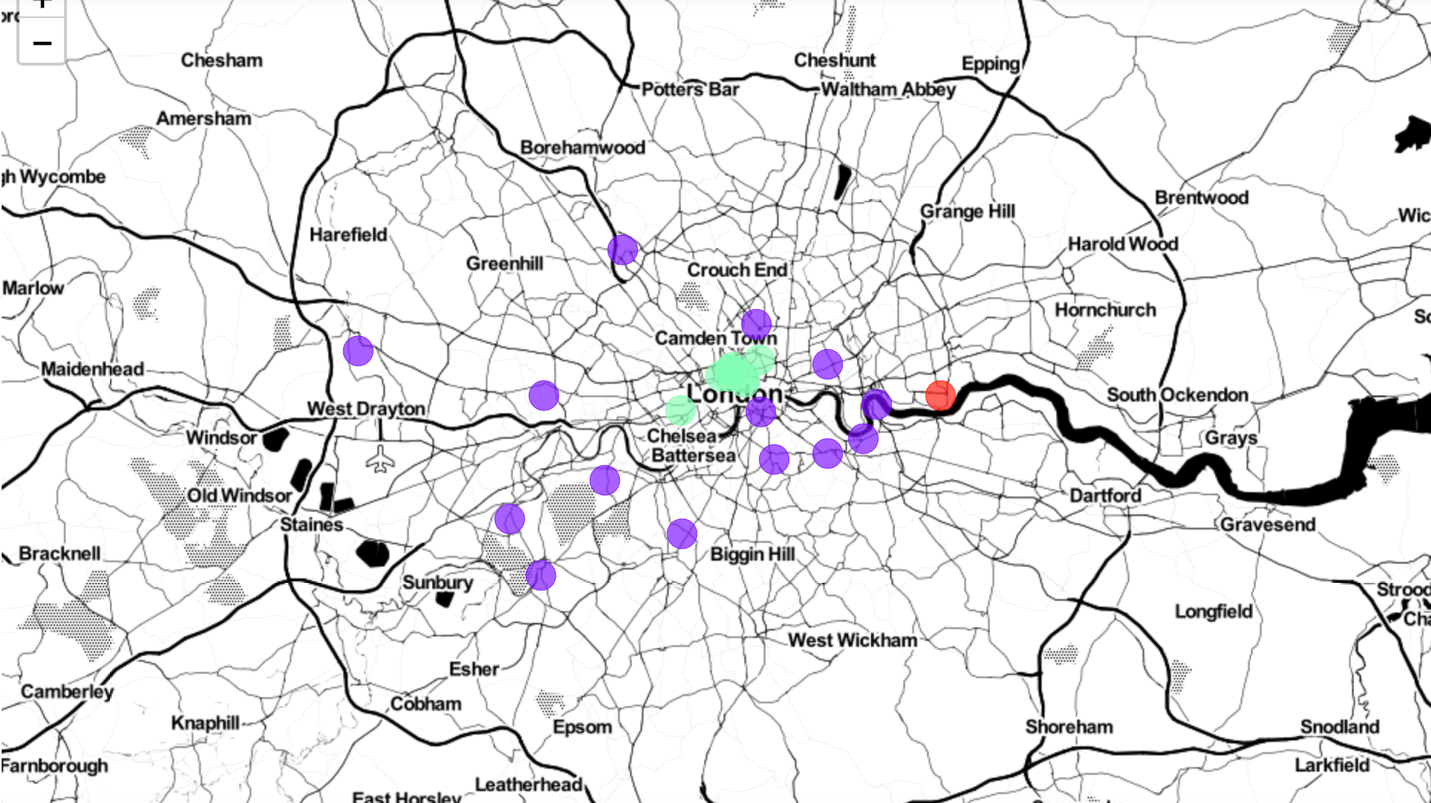 +
−
Chesham
Cheshunt
Epping
Potters Bar
Waltham Abbey
Amersham
Borehamwood
gh Wycombe
Brentwood
Grange Hill
Wic
Harefield
Harold Wood
Greenhill
Crouch End
Marlow
Hornchurch
So
Camden Town
Maidenhead
London
South Ockendon
West Drayton
Windsor
Chelsea
Battersea
Grays
Old Windsor
Dartford
Staines
Gravesend
Bracknell
Biggin Hill
Sunbury
Strood
Longfield
Cha
West Wickham
Esher
Camberley
Cobham
Knaphill
Epsom
Shoreham
Snodland
Farnborough
Larkfield
Leatherhead
East Horsley